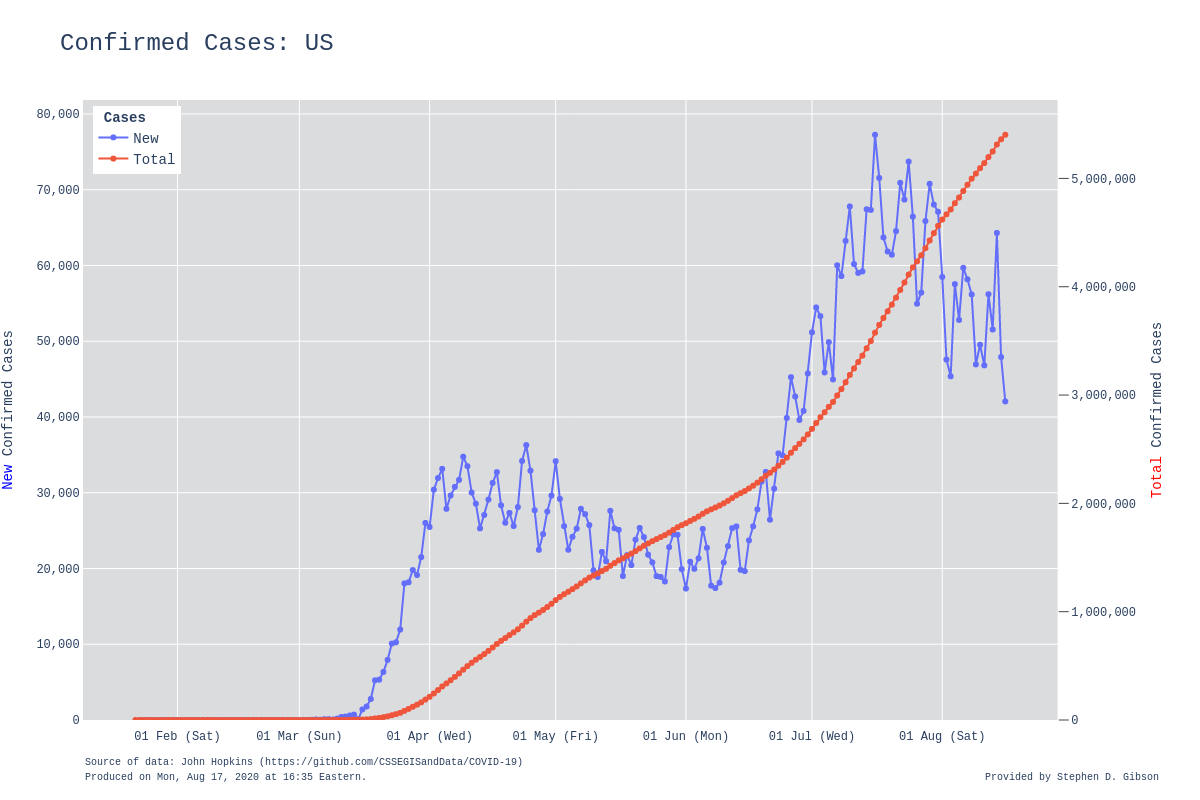 Confirmed Cases: US
Cases
New
Total
80,000
70,000
60,000
50,000
40,000
30,000
20,000
10,000
0
New Confirmed Cases
5,000,000
4,000,000
3,000,000
2,000,000
1,000,000
0
Total Confirmed Cases
01 Feb (Sat) 01 Mar (Sun) 01 Apr (Wed) 01 May (Fri) 01 Jun (Mon) 01 Jul (Wed) 01 Aug (Sat)
Source of data: John Hopkins (https://github.com/CSSEGISandData/COVID-19)
Produced on Mon, Aug 17, 2020 at 16:35 Eastern.
Provided by Stephen D. Gibson